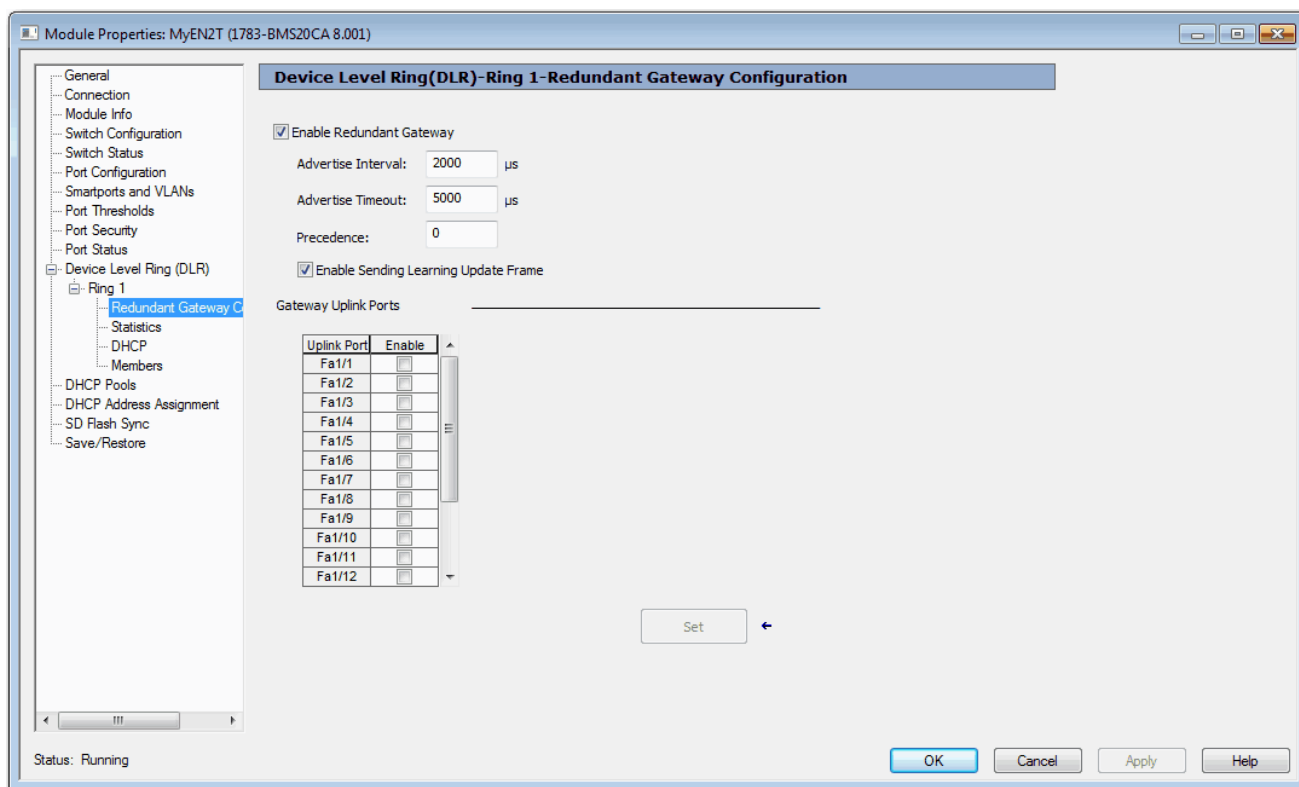 Module Properties: MyEN2T (1783-BMS20CA 8.001)
General
Connection
Module Info
Switch Configuration
Switch Status
Port Configuration
Smartports and VLANs
Port Thresholds
Port Security
Port Status
Device Level Ring (DLR)
Ring 1
Redundant Gateway C
Statistics
DHCP
Members
DHCP Pools
DHCP Address Assignment
SD Flash Sync
Save/Restore
Device Level Ring(DLR)-Ring 1-Redundant Gateway Configuration
Enable Redundant Gateway
Advertise Interval: 2000 µs
Advertise Timeout: 5000 µs
Precedence: 0
Enable Sending Learning Update Frame
Gateway Uplink Ports
Uplink Port Enable
Fa1/1
Fa1/2
Fa1/3
Fa1/4
Fa1/5
Fa1/6
Fa1/7
Fa1/8
Fa1/9
Fa1/10
Fa1/11
Fa1/12
Set
Status: Running
OK Cancel Apply Help